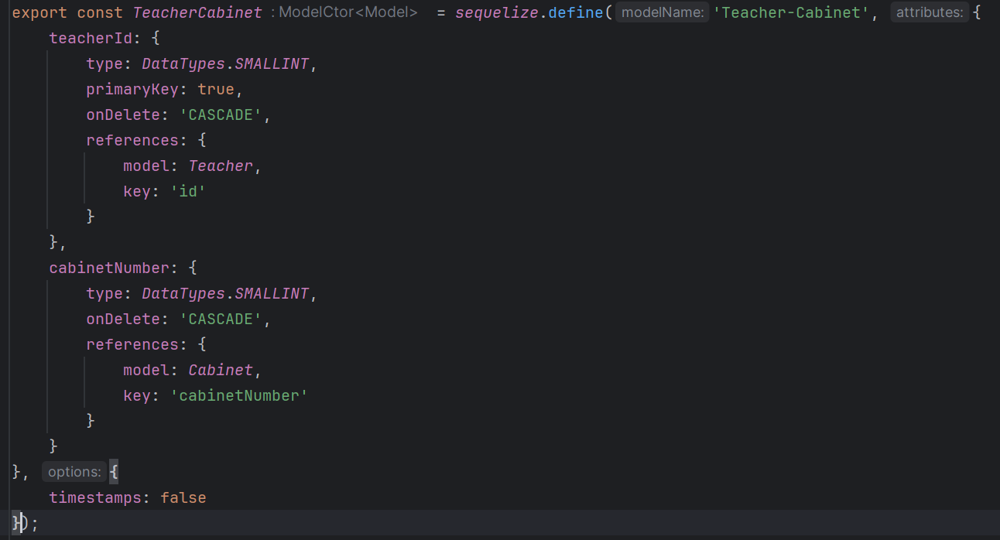 export const TeacherCabinet : ModelCtor<Model> = sequelize.define( modelName: 'Teacher-Cabinet', attributes: {
    teacherId: {
        type: DataTypes.SMALLINT,
        primaryKey: true,
        onDelete: 'CASCADE',
        references: {
            model: Teacher,
            key: 'id'
        }
    },
    cabinetNumber: {
        type: DataTypes.SMALLINT,
        onDelete: 'CASCADE',
        references: {
            model: Cabinet,
            key: 'cabinetNumber'
        }
    }
}, options: {
    timestamps: false
});